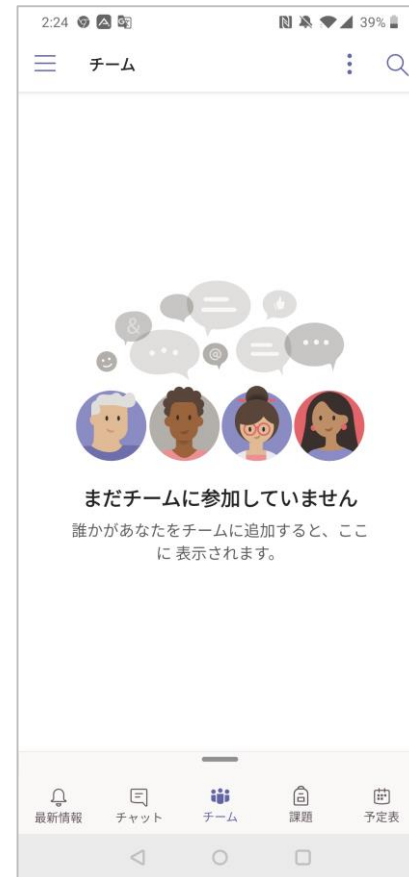 2:24
39%
チーム
&
@
まだチームに参加していません
誰かがあなたをチームに追加すると、ここ
に 表示されます。
最新情報
チャット
チーム
課題
予定表